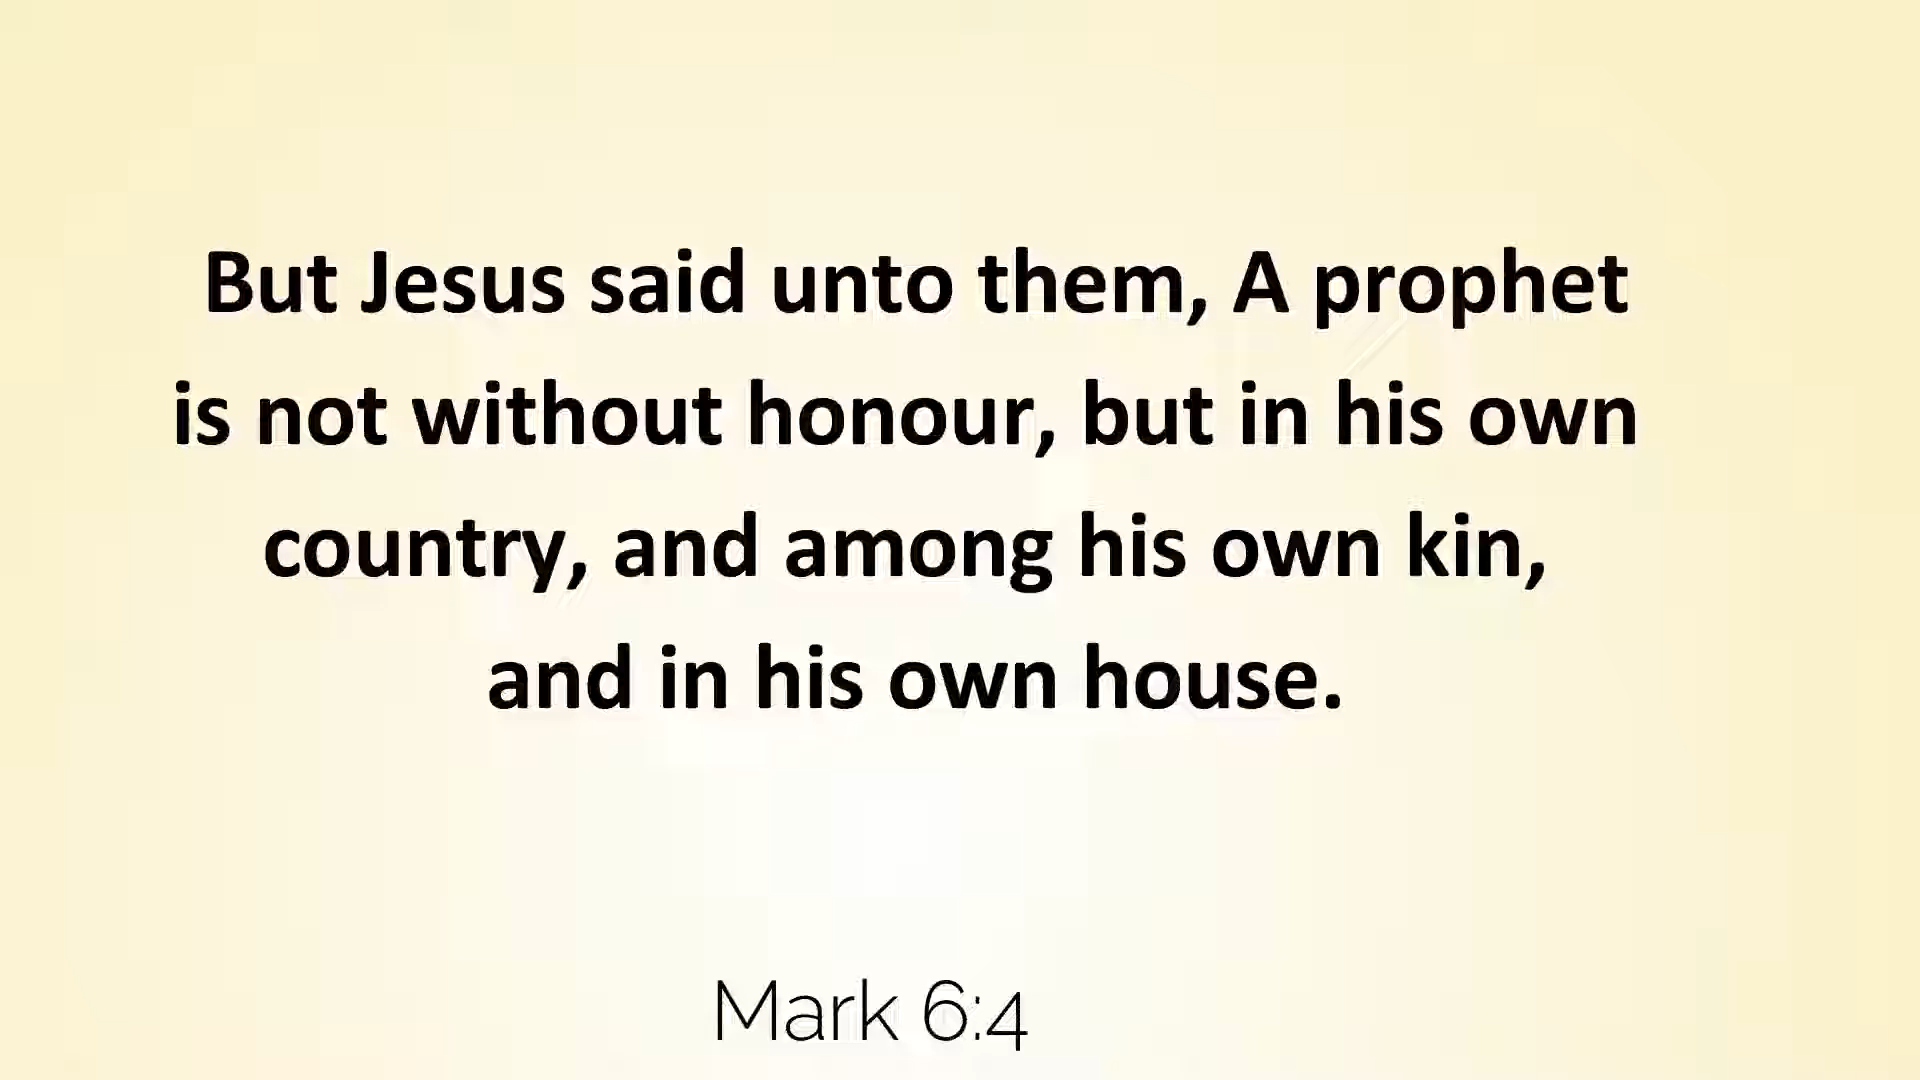 But Jesus said unto them, A prophet
is not without honour, but in his own
country, and among his own kin,
and in his own house.
Mark 6:4